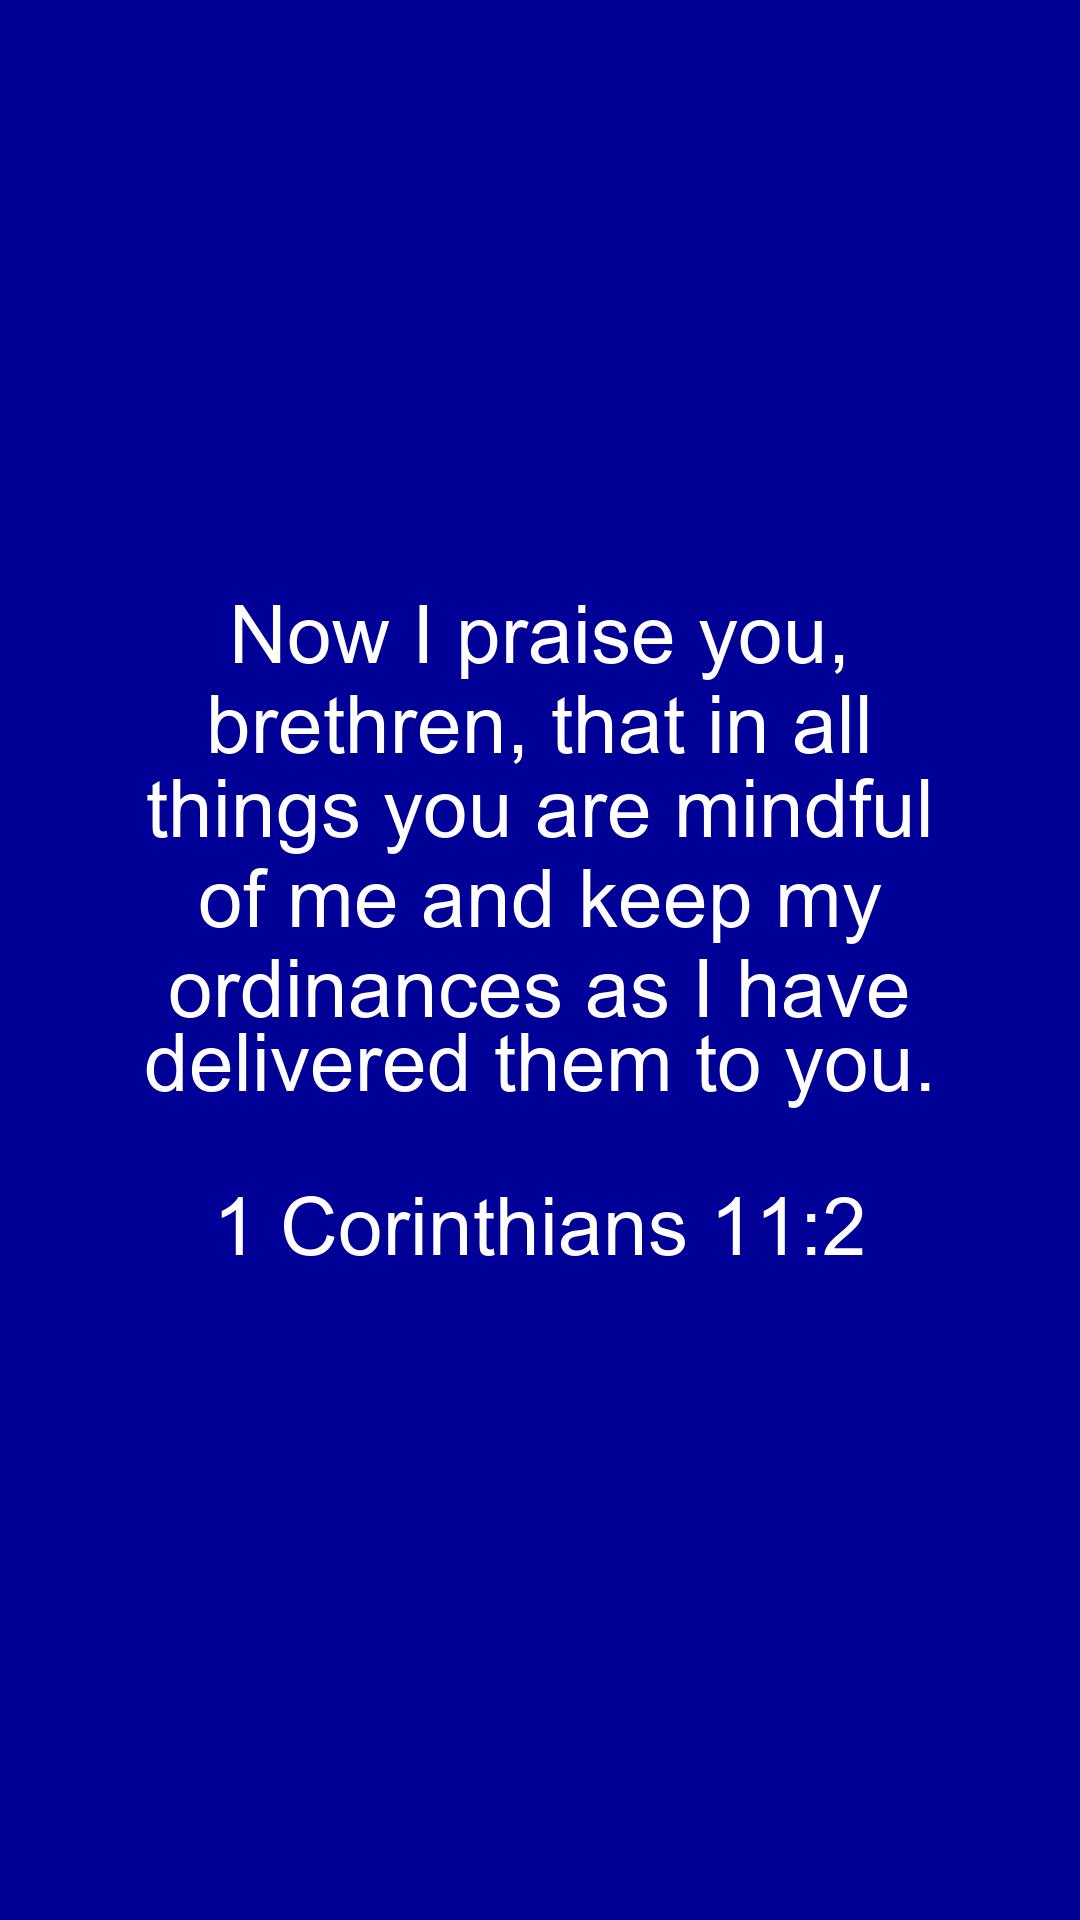 Now I praise you,
brethren, that in all
things you are mindful
of me and keep my
ordinances as I have
delivered them to you.
1 Corinthians 11:2